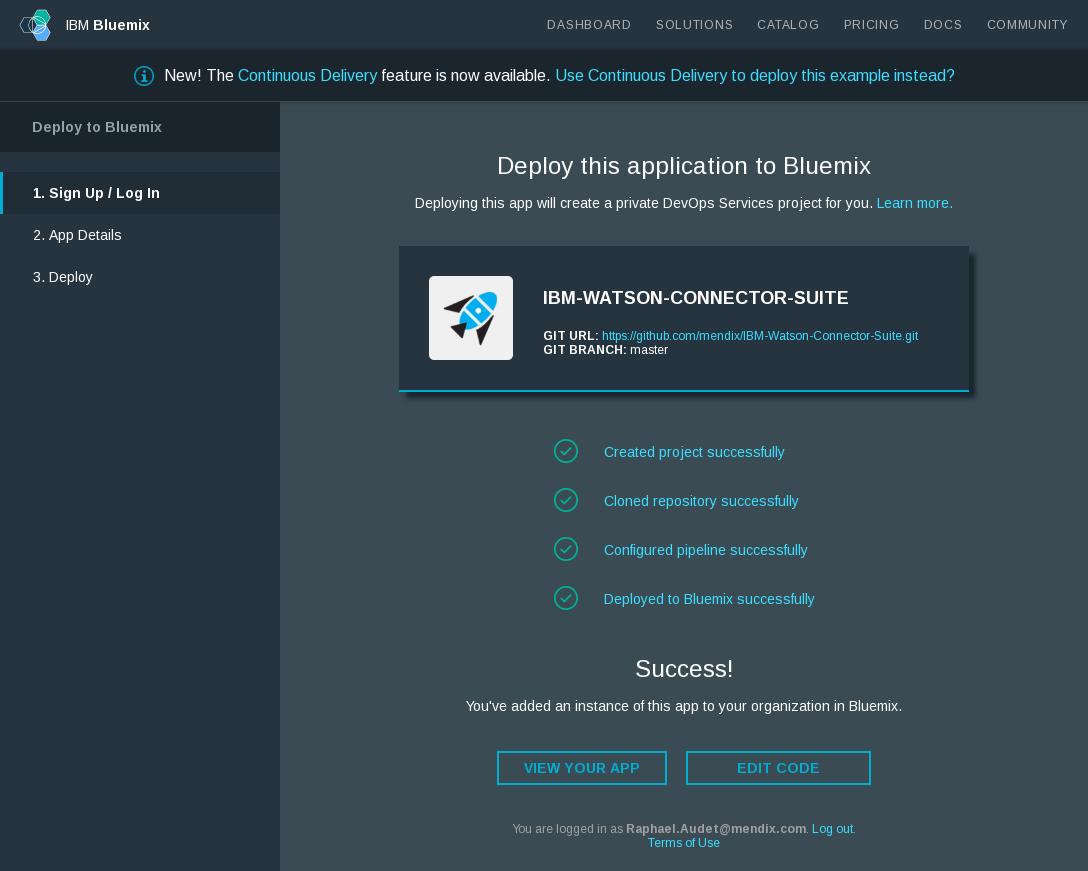 IBM Bluemix
DASHBOARD SOLUTIONS CATALOG PRICING DOCS COMMUNITY
New! The Continuous Delivery feature is now available. Use Continuous Delivery to deploy this example instead?
Deploy to Bluemix
1. Sign Up / Log In
2. App Details
3. Deploy
Deploy this application to Bluemix
Deploying this app will create a private DevOps Services project for you. Learn more.
IBM-WATSON-CONNECTOR-SUITE
GIT URL: https://github.com/mendix/IBM-Watson-Connector-Suite.git
GIT BRANCH: master
Created project successfully
Cloned repository successfully
Configured pipeline successfully
Deployed to Bluemix successfully
Success!
You've added an instance of this app to your organization in Bluemix.
VIEW YOUR APP EDIT CODE
You are logged in as Raphael.Audet@mendix.com. Log out.
Terms of Use